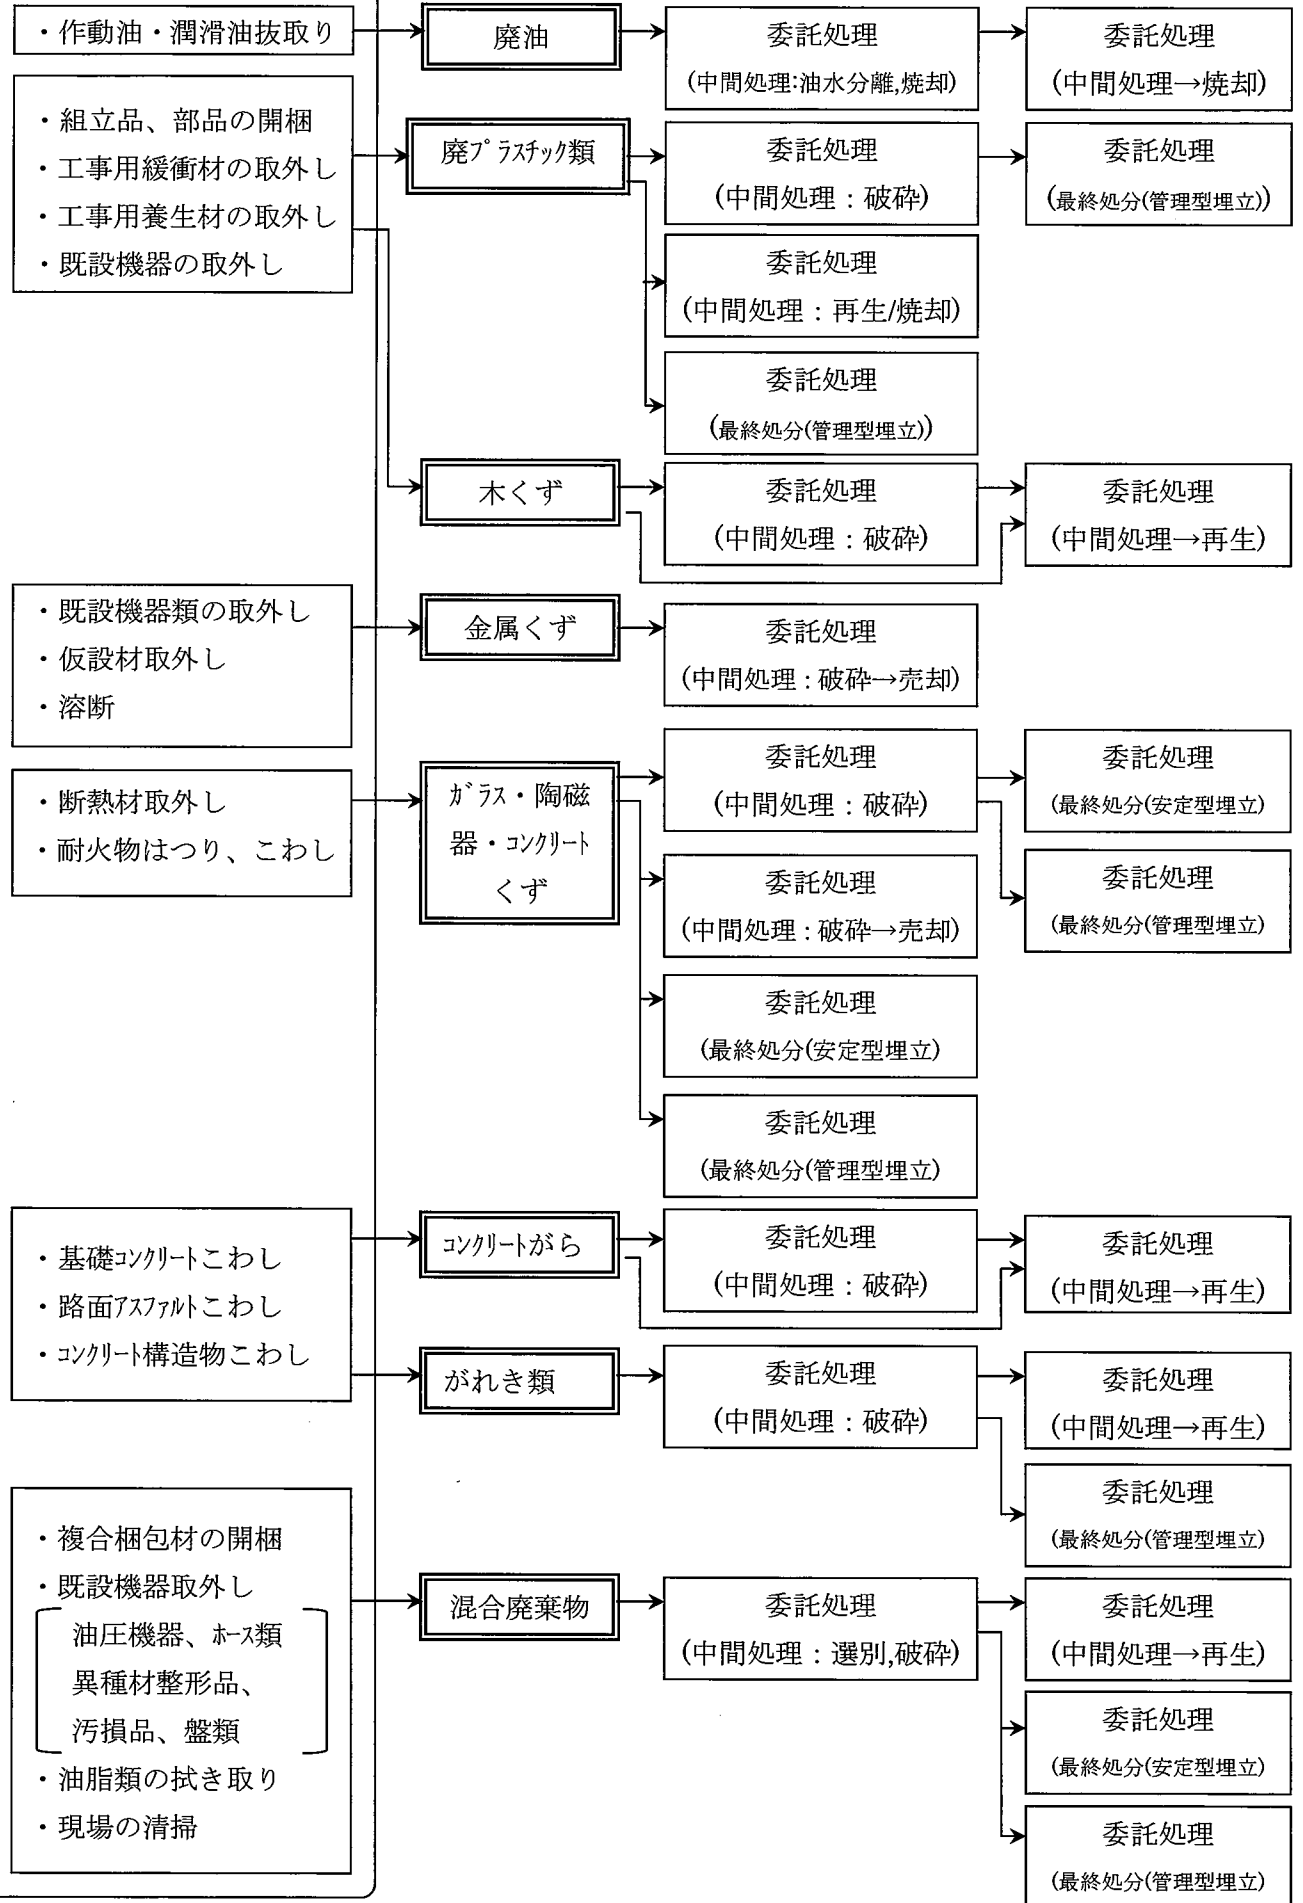 ・作動油・潤滑油抜取り
廃油
委託処理
(中間処理:油水分離,焼却)
委託処理
(中間処理→焼却)
・組立品、部品の開梱
・工事用緩衝材の取外し
・工事用養生材の取外し
・既設機器の取外し
廃ﾌﾟﾗｽﾁｯｸ類
委託処理
(中間処理：破砕)
委託処理
(最終処分(管理型埋立))
委託処理
(中間処理：再生/焼却)
委託処理
(最終処分(管理型埋立))
木くず
委託処理
(中間処理：破砕)
委託処理
(中間処理→再生)
・既設機器類の取外し
・仮設材取外し
・溶断
金属くず
委託処理
(中間処理：破砕→売却)
・断熱材取外し
・耐火物はつり、こわし
ｶﾞﾗｽ・陶磁
器・ｺﾝｸﾘｰﾄ
くず
委託処理
(中間処理：破砕)
委託処理
(最終処分(安定型埋立)
委託処理
(最終処分(管理型埋立)
委託処理
(中間処理：破砕→売却)
委託処理
(最終処分(安定型埋立)
委託処理
(最終処分(管理型埋立)
・基礎ｺﾝｸﾘｰﾄこわし
・路面ｱｽﾌｧﾙﾄこわし
・ｺﾝｸﾘｰﾄ構造物こわし
ｺﾝｸﾘｰﾄがら
委託処理
(中間処理：破砕)
委託処理
(中間処理→再生)
がれき類
委託処理
(中間処理：破砕)
委託処理
(中間処理→再生)
委託処理
(最終処分(管理型埋立)
・複合梱包材の開梱
・既設機器取外し
油圧機器、ﾎｰｽ類
異種材整形品、
汚損品、盤類
・油脂類の拭き取り
・現場の清掃
混合廃棄物
委託処理
(中間処理：選別,破砕)
委託処理
(中間処理→再生)
委託処理
(最終処分(安定型埋立)
委託処理
(最終処分(管理型埋立)